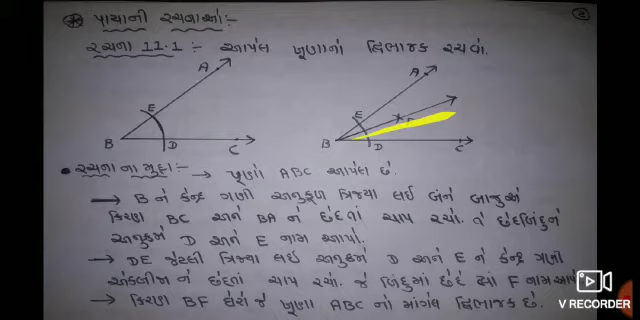 * પાયાની રચનાઓ :-
2
રચના 11.1 :- આપેલ ખૂણાનો દ્વિભાજક રચવો.
A
E
B
D
C
A
E
F
B
D
C
• રચના ના મુદ્દા :- → ખૂણો ABC આપેલ છે.
→ B ને કેન્દ્ર ગણી અનુકૂળ ત્રિજ્યા લઈ બંને બાજુએ
કિરણ BC અને BA ને છેદતાં ચાપ રચો. તે છેદબિંદુને
અનુક્રમે D અને E નામ આપો.
→ DE જેટલી ત્રિજ્યા લઈ અનુક્રમે D અને E ને કેન્દ્ર ગણી
એકબીજા ને છેદતાં ચાપ રચો. જે બિંદુમાં છેદે ત્યાં F નામ આપો
→ કિરણ BF દોરો જે ખૂણા ABC નો માંગેલ દ્વિભાજક છે.
V RECORDER